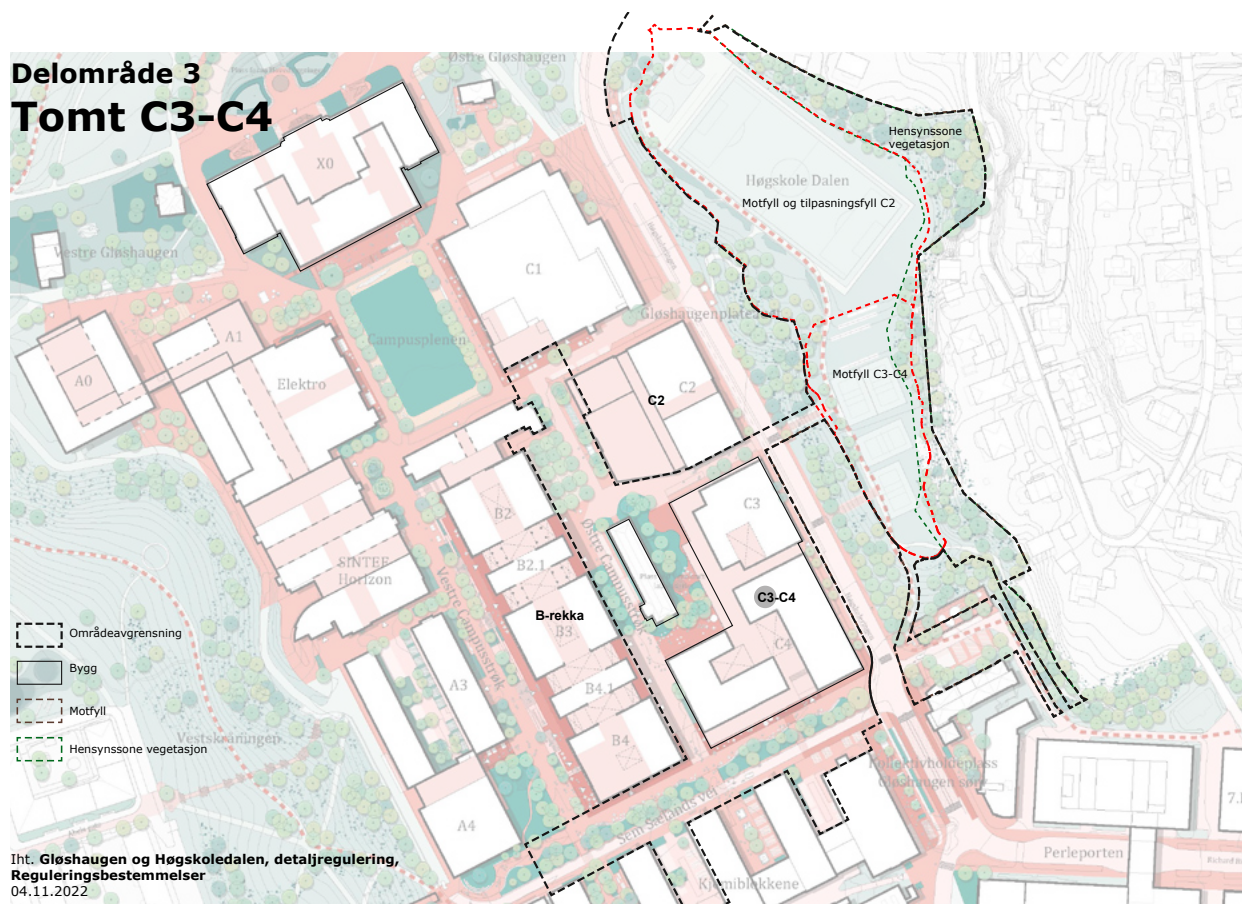 Delområde 3
Tomt C3-C4
Østre Gløshaugen
X0
Vestre Gløshaugen
C1
Hensynssone
vegetasjon
Høgskole Dalen
Motfyll og tilpasningsfyll C2
Campusplenen
A1
A0
Elektro
C2
C2
Motfyll C3-C4
B2
B2.1
SINTEF
Horizon
Østre Campusstrøk
Vestre Campusstrøk
C3
C3-C4
C4
B-rekka
B3
B4.1
B4
A3
A4
Områdeavgrensning
Bygg
Motfyll
Hensynssone vegetasjon
Vestskråningen
Sem Sælands vei
Kollektivholdeplass
Gløshaugen sør
Perleporten
Kjemiblokkene
Iht. Gløshaugen og Høgskoledalen, detaljregulering,
Reguleringsbestemmelser
04.11.2022